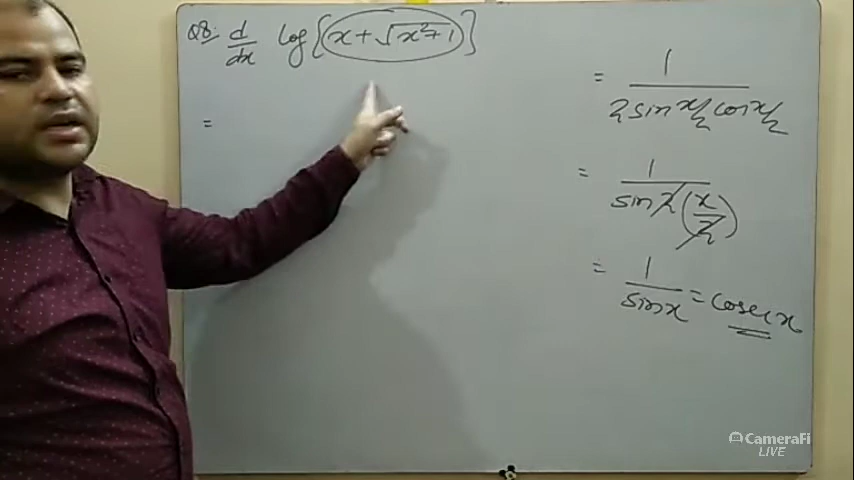 Q8: d/dx log{x + √x²+1}
=
= 1/(2 sin x/2 cos x/2)
= 1/(sin 2(x/2))
= 1/sin x = cosec x
CameraFi
LIVE